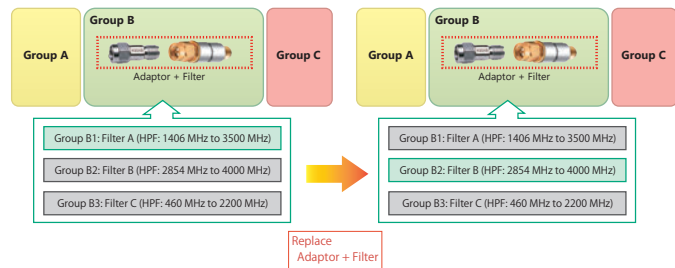 Group A
Group B
Adaptor + Filter
Group C
Group B1: Filter A (HPF: 1406 MHz to 3500 MHz)
Group B2: Filter B (HPF: 2854 MHz to 4000 MHz)
Group B3: Filter C (HPF: 460 MHz to 2200 MHz)
Replace
Adaptor + Filter
Group A
Group B
Adaptor + Filter
Group C
Group B1: Filter A (HPF: 1406 MHz to 3500 MHz)
Group B2: Filter B (HPF: 2854 MHz to 4000 MHz)
Group B3: Filter C (HPF: 460 MHz to 2200 MHz)